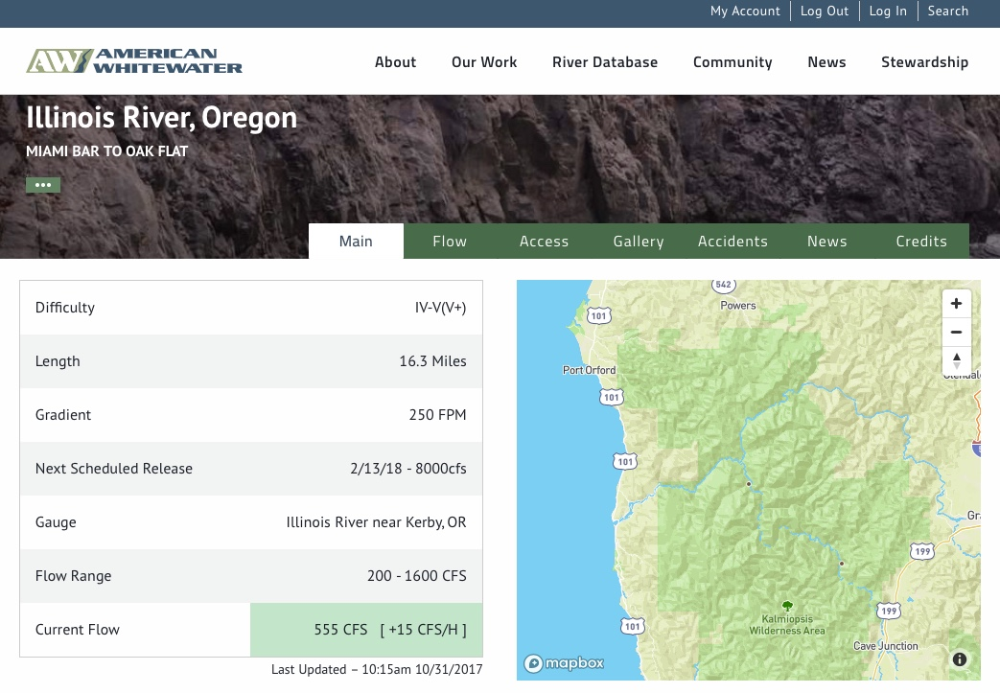 My Account Log Out Log In Search
AW AMERICAN
WHITEWATER
About Our Work River Database Community News Stewardship
Illinois River, Oregon
MIAMI BAR TO OAK FLAT
Main Flow Access Gallery Accidents News Credits
Difficulty IV-V(V+)
Length 16.3 Miles
Gradient 250 FPM
Next Scheduled Release 2/13/18 - 8000cfs
Gauge Illinois River near Kerby, OR
Flow Range 200 - 1600 CFS
Current Flow 555 CFS [ +15 CFS/H ]
Last Updated – 10:15am 10/31/2017
542
Powers
101
Port Orford
101
101
199
199
Kalmiopsis
Wilderness Area
101
Cave Junction
mapbox